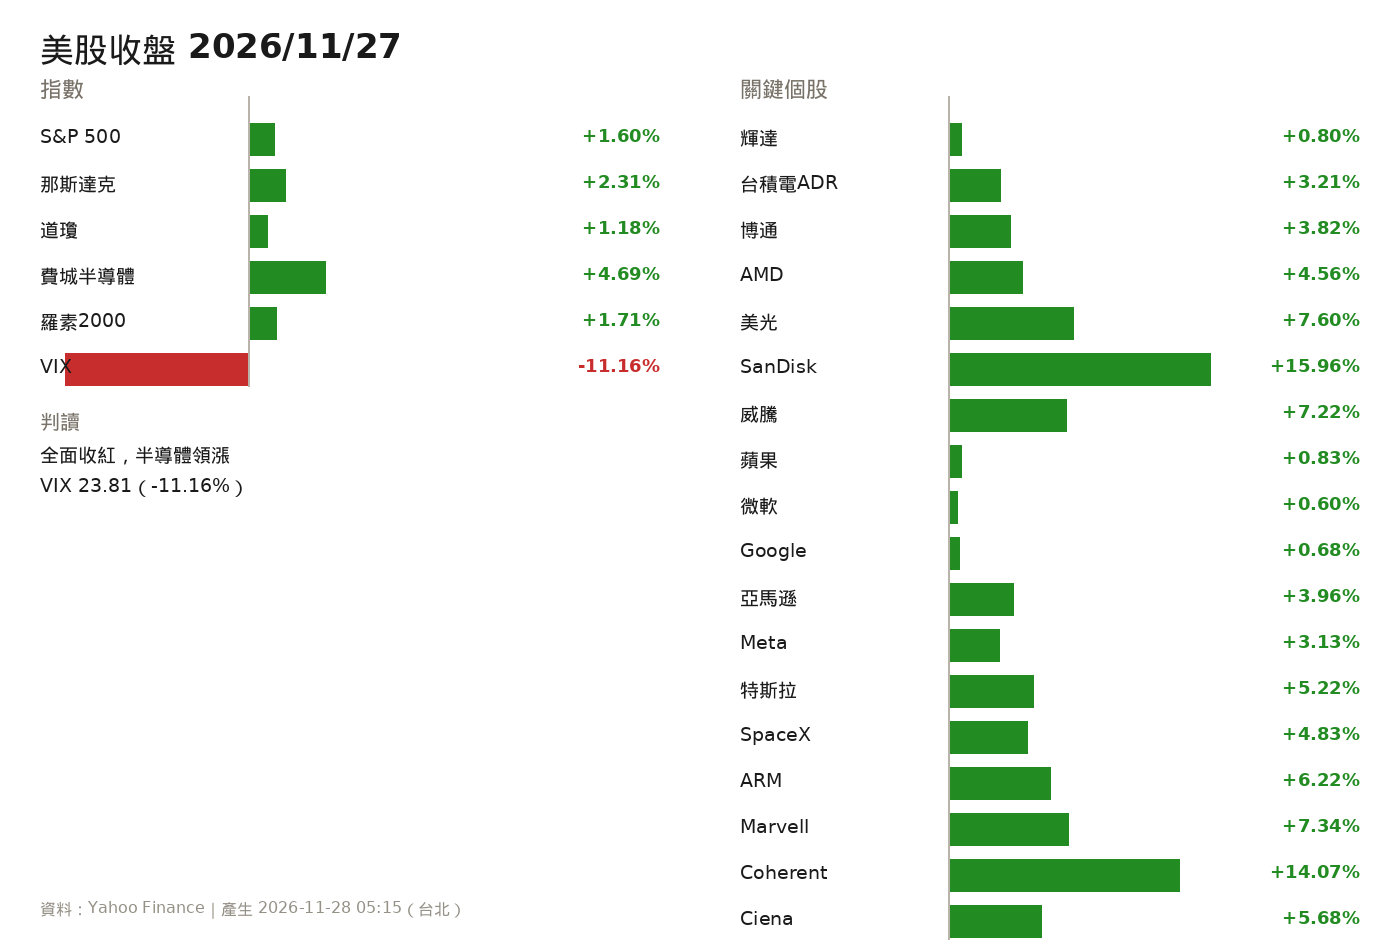 美股收盤 2026/11/27
指數
S&P 500 +1.60%
那斯達克 +2.31%
道瓊 +1.18%
費城半導體 +4.69%
羅素2000 +1.71%
VIX -11.16%
判讀
全面收紅，半導體領漲
VIX 23.81（-11.16%）
關鍵個股
輝達 +0.80%
台積電ADR +3.21%
博通 +3.82%
AMD +4.56%
美光 +7.60%
SanDisk +15.96%
威騰 +7.22%
蘋果 +0.83%
微軟 +0.60%
Google +0.68%
亞馬遜 +3.96%
Meta +3.13%
特斯拉 +5.22%
SpaceX +4.83%
ARM +6.22%
Marvell +7.34%
Coherent +14.07%
Ciena +5.68%
資料：Yahoo Finance｜產生 2026-11-28 05:15（台北）